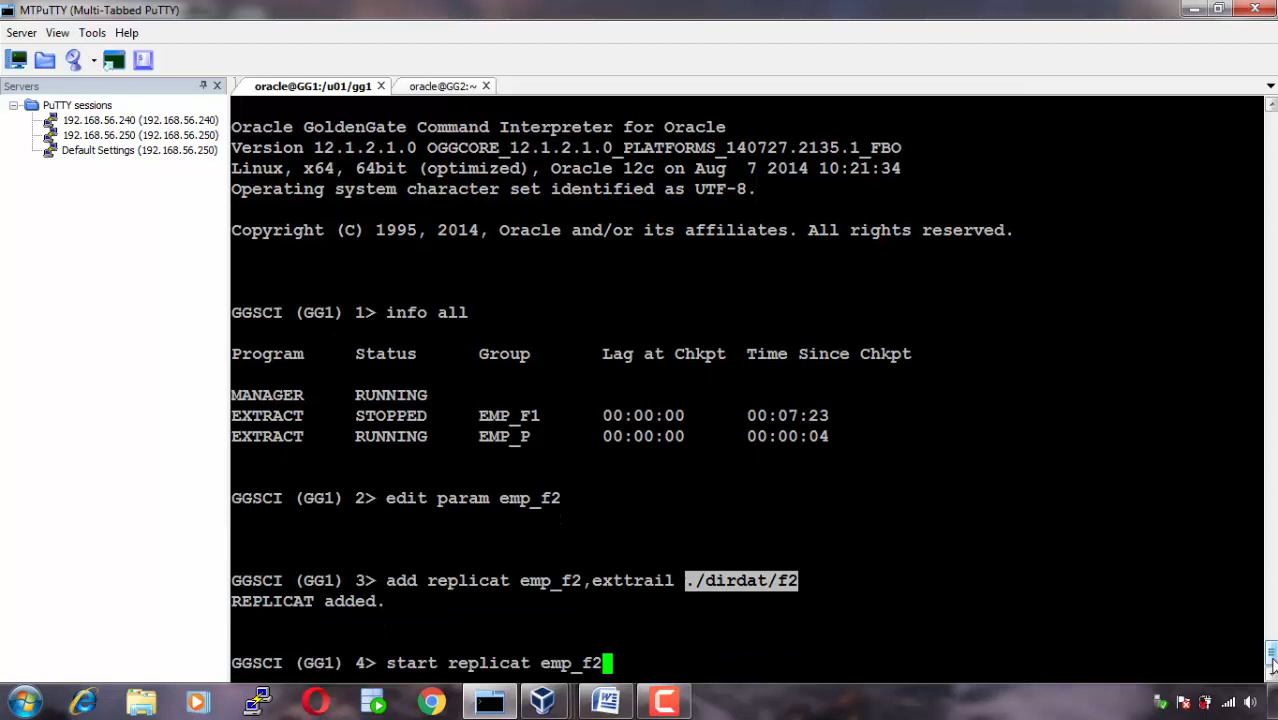 MTPuTTY (Multi-Tabbed PuTTY)
Server View Tools Help
Servers
oracle@GG1:/u01/gg1
oracle@GG2:~
PuTTY sessions
192.168.56.240 (192.168.56.240)
192.168.56.250 (192.168.56.250)
Default Settings (192.168.56.250)
Oracle GoldenGate Command Interpreter for Oracle
Version 12.1.2.1.0 OGGCORE_12.1.2.1.0_PLATFORMS_140727.2135.1_FBO
Linux, x64, 64bit (optimized), Oracle 12c on Aug  7 2014 10:21:34
Operating system character set identified as UTF-8.
Copyright (C) 1995, 2014, Oracle and/or its affiliates. All rights reserved.
GGSCI (GG1) 1> info all
Program     Status      Group       Lag at Chkpt  Time Since Chkpt
MANAGER     RUNNING
EXTRACT     STOPPED     EMP_F1      00:00:00      00:07:23
EXTRACT     RUNNING     EMP_P       00:00:00      00:00:04
GGSCI (GG1) 2> edit param emp_f2
GGSCI (GG1) 3> add replicat emp_f2,exttrail ./dirdat/f2
REPLICAT added.
GGSCI (GG1) 4> start replicat emp_f2